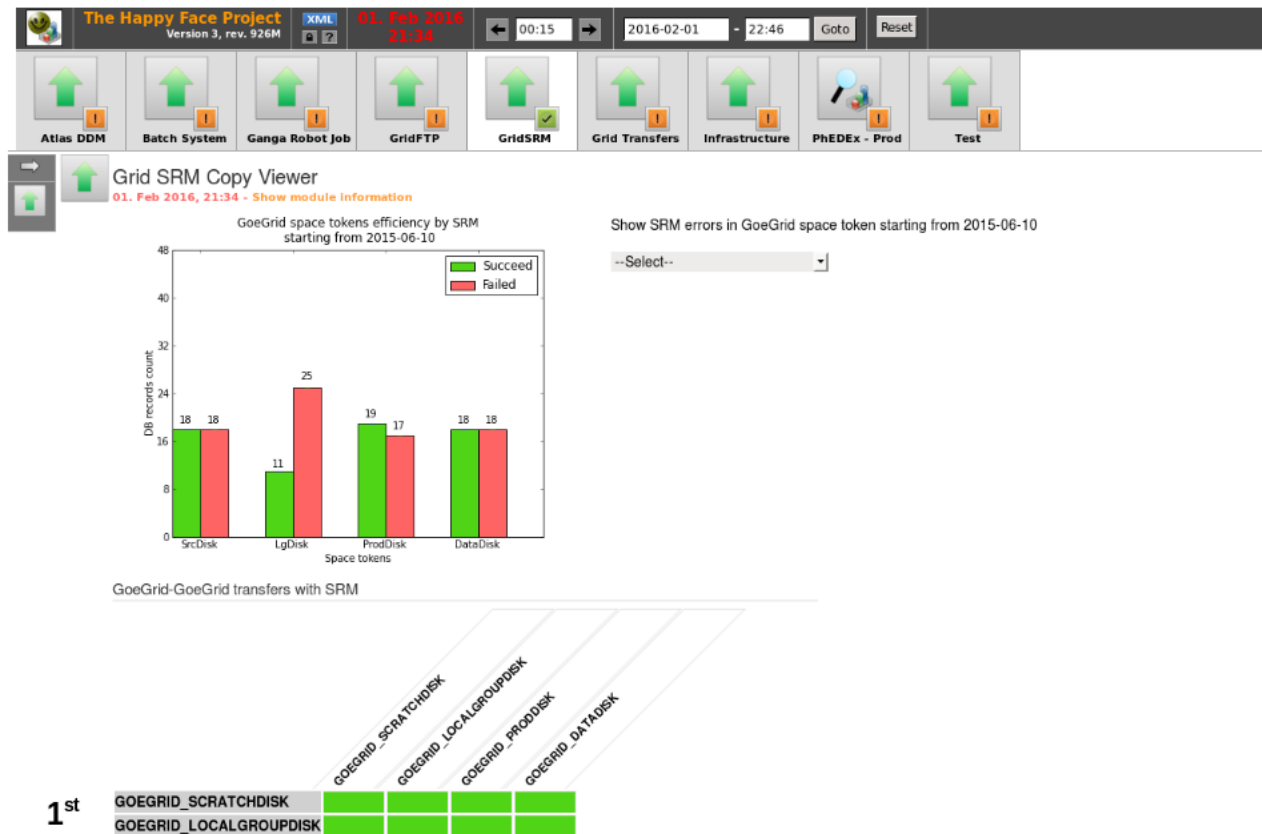 The Happy Face Project
Version 3, rev. 926M
XML
?
01. Feb 2016
21:34
00:15
2016-02-01 - 22:46 Goto Reset
Atlas DDM
Batch System
Ganga Robot Job
GridFTP
GridSRM
Grid Transfers
Infrastructure
PhEDEx - Prod
Test
Grid SRM Copy Viewer
01. Feb 2016, 21:34 - Show module information
GoeGrid space tokens efficiency by SRM
starting from 2015-06-10
48
40
32
24
16
8
0
DB records count
Succeed
Failed
18 18
11 25
19 17
18 18
SrcDisk LgDisk ProdDisk DataDisk
Space tokens
Show SRM errors in GoeGrid space token starting from 2015-06-10
--Select--
GoeGrid-GoeGrid transfers with SRM
GOEGRID_SCRATCHDISK
GOEGRID_LOCALGROUPDISK
GOEGRID_PRODDISK
GOEGRID_DATADISK
1st
GOEGRID_SCRATCHDISK
GOEGRID_LOCALGROUPDISK